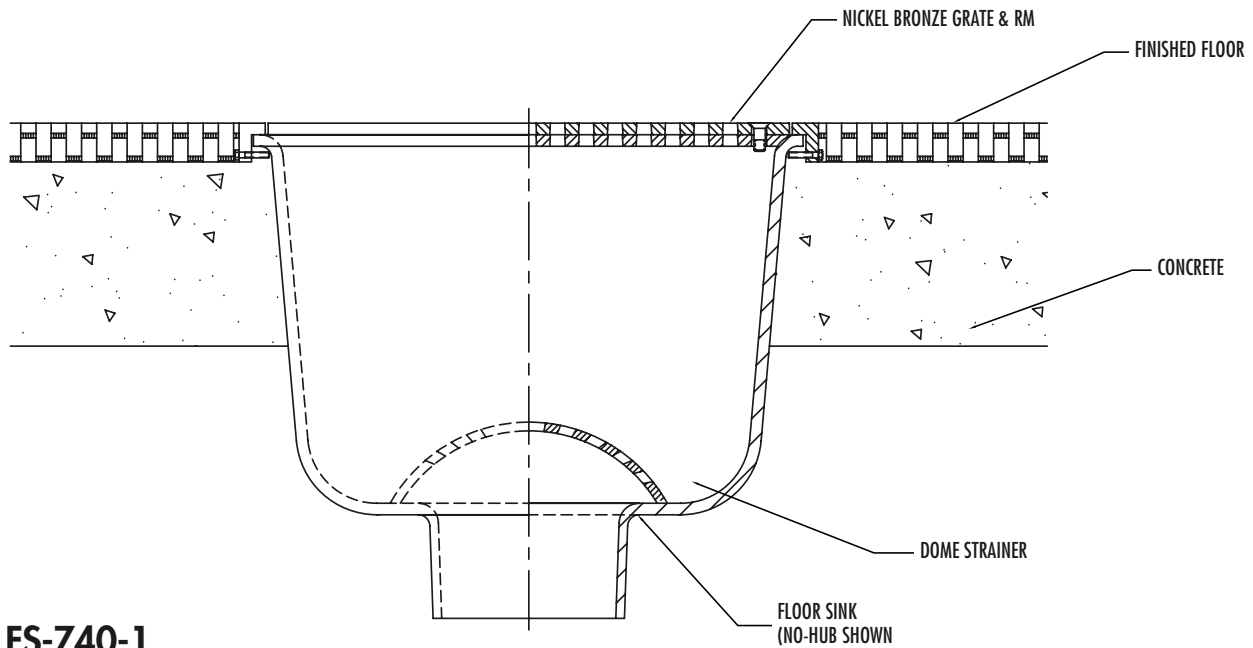 NICKEL BRONZE GRATE & RM
FINISHED FLOOR
CONCRETE
DOME STRAINER
FLOOR SINK
(NO-HUB SHOWN
FS-740-1